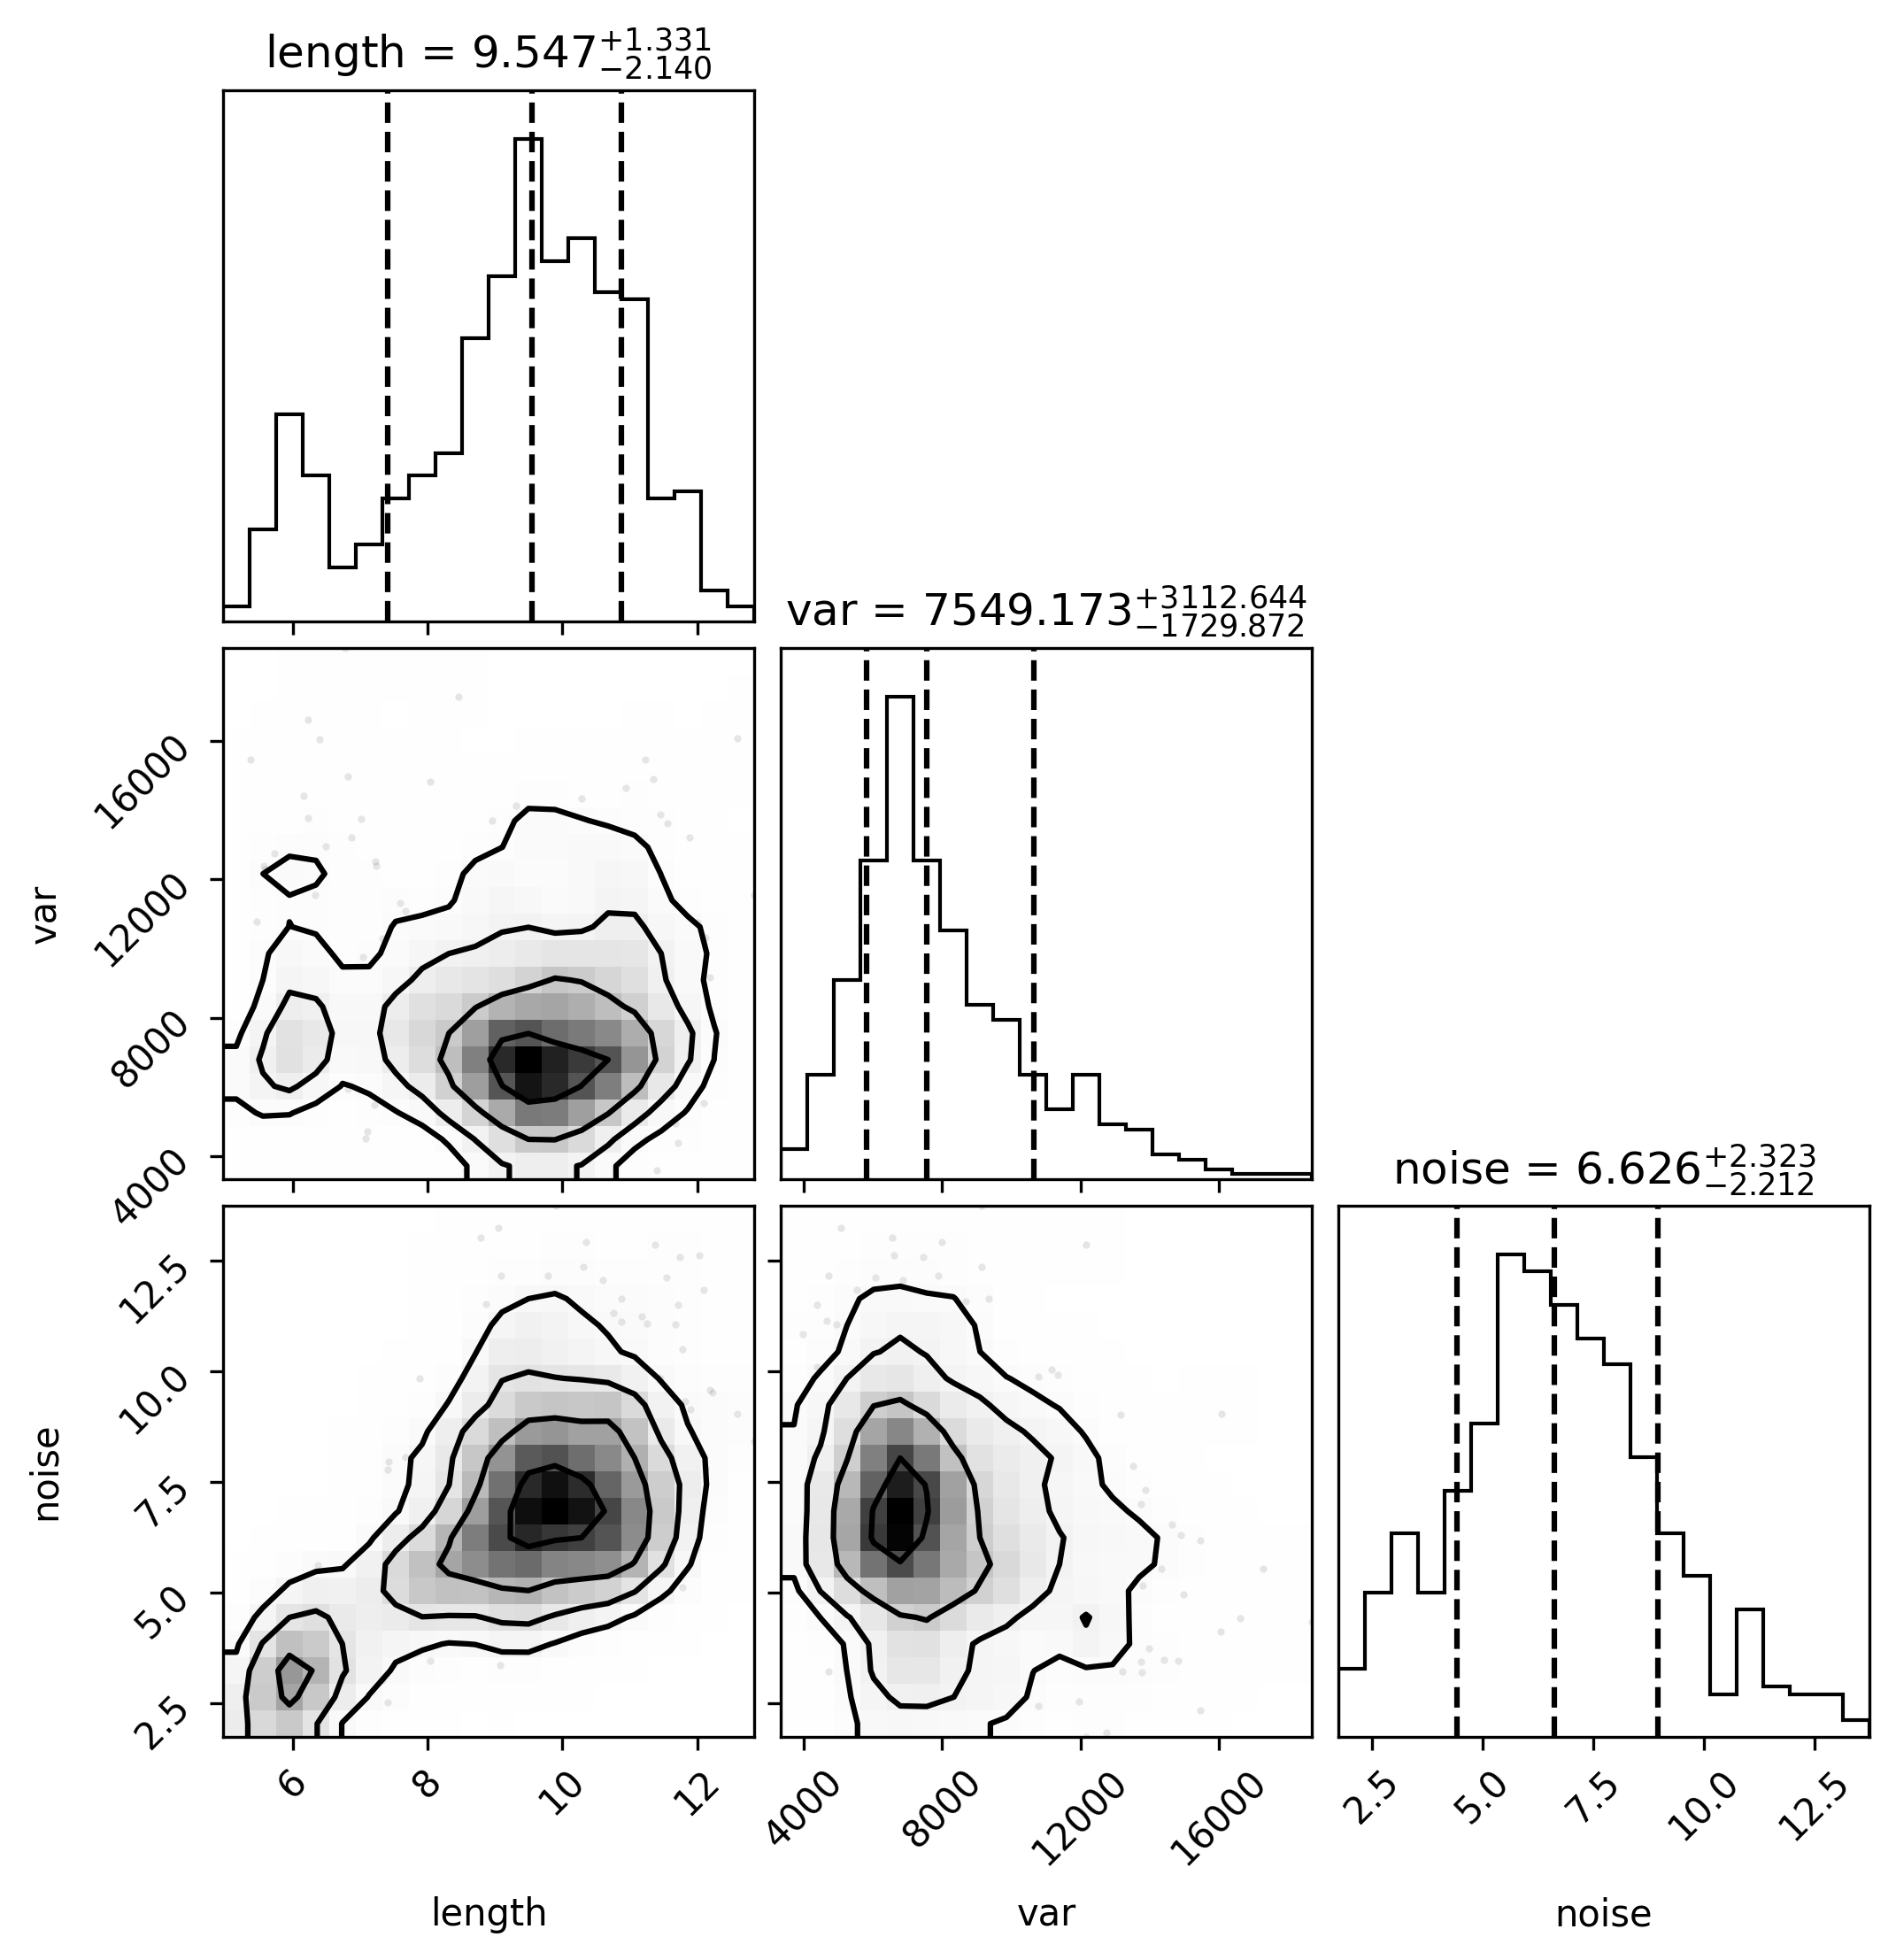 length = 9.547+1.331−2.140
var = 7549.173+3112.644−1729.872
16000
12000
8000
4000
var
noise = 6.626+2.323−2.212
12.5
10.0
7.5
5.0
2.5
noise
6 8 10 12
4000 8000 12000 16000
2.5 5.0 7.5 10.0 12.5
length
var
noise